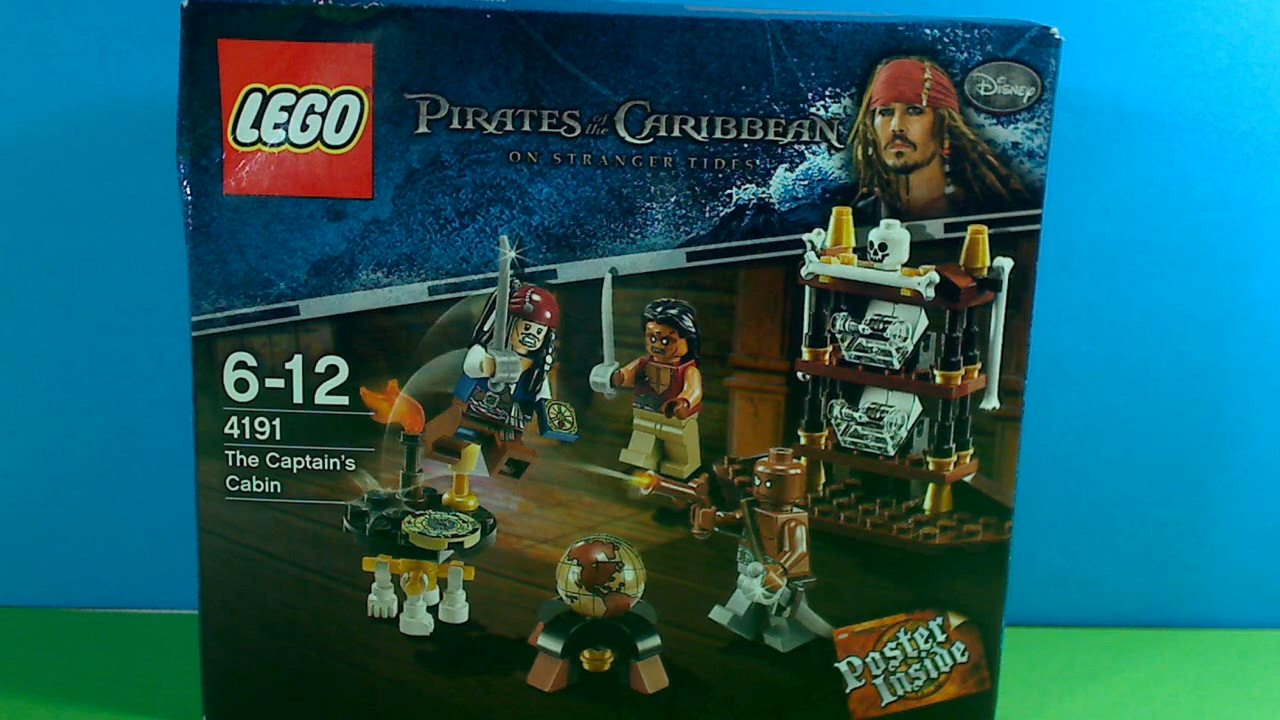 LEGO
PIRATES of the CARIBBEAN
ON STRANGER TIDES
Disney
6-12
4191
The Captain's
Cabin
Poster
Inside